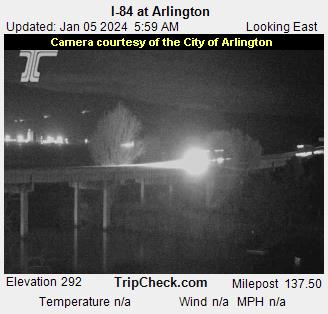 I-84 at Arlington
Updated: Jan 05 2024 5:59 AM Looking East
Camera courtesy of the City of Arlington
Elevation 292 TripCheck.com Milepost 137.50
Temperature n/a Wind n/a MPH n/a